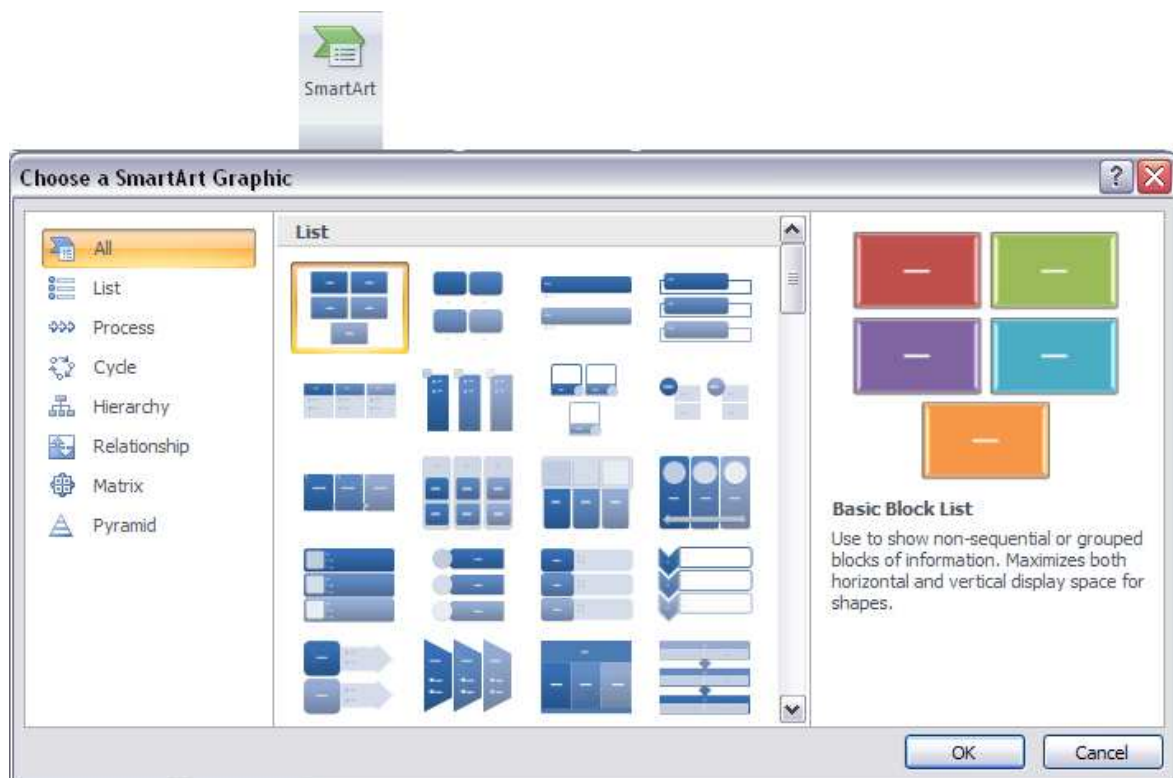 SmartArt
Choose a SmartArt Graphic
?
All
List
Process
Cycle
Hierarchy
Relationship
Matrix
Pyramid
List
Basic Block List
Use to show non-sequential or grouped
blocks of information. Maximizes both
horizontal and vertical display space for
shapes.
OK
Cancel